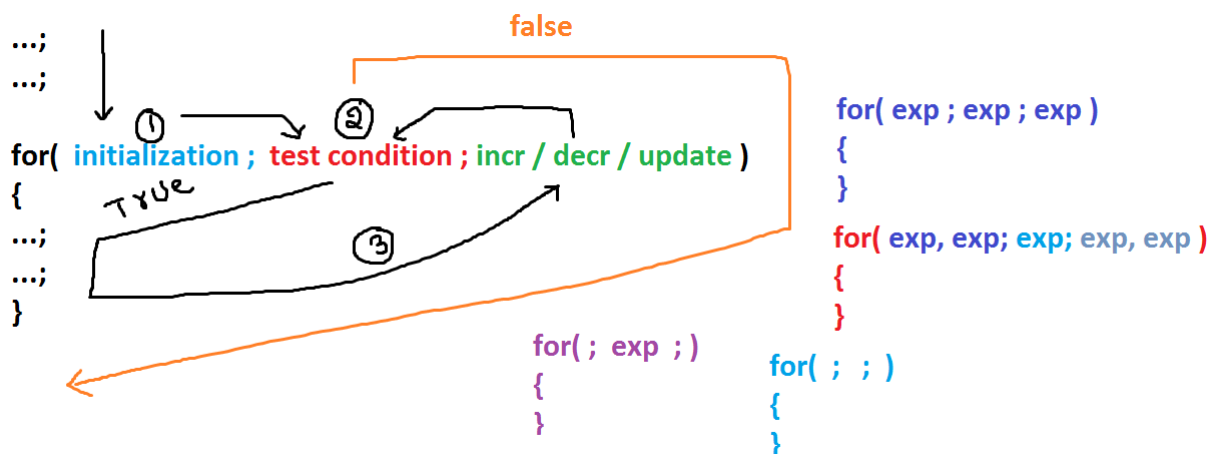 ...;
...;
false
1
2
for( initialization ; test condition ; incr / decr / update )
{
True
...;
3
...;
}
for( exp ; exp ; exp )
{
}
for( exp, exp; exp; exp, exp )
{
}
for( ; exp ; )
{
}
for( ; ; )
{
}